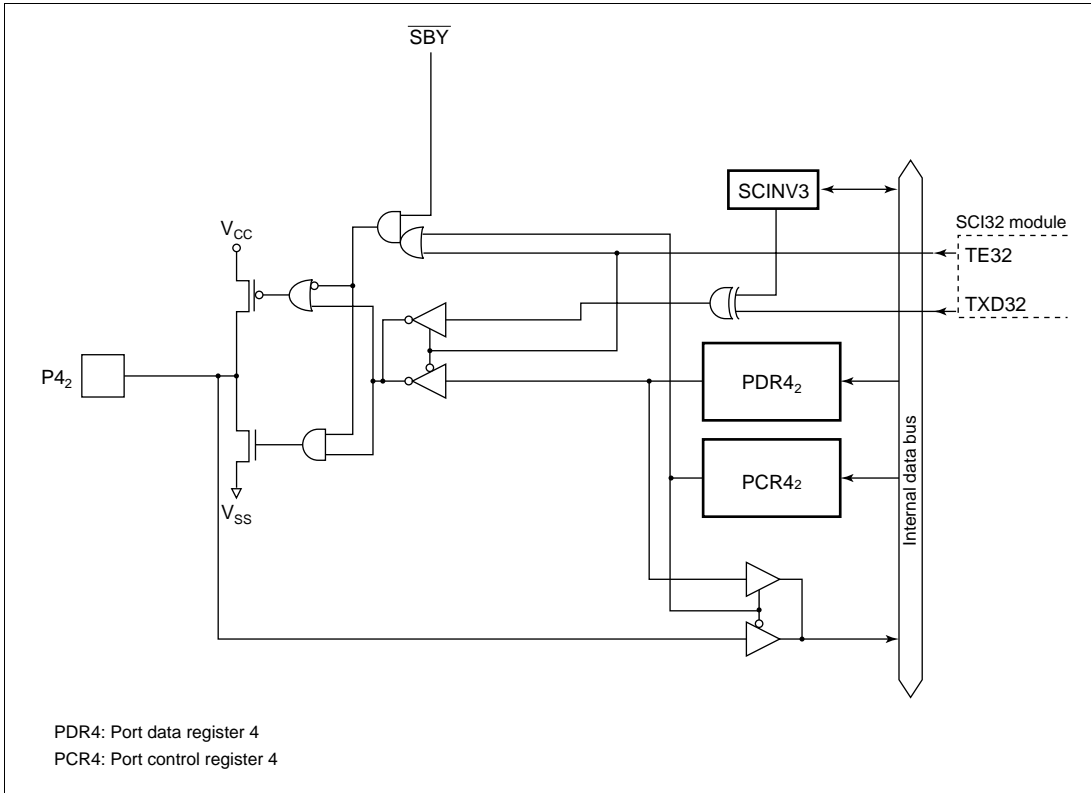 SBY
SCINV3
SCI32 module
VCC
TE32
TXD32
P42
PDR42
PCR42
Internal data bus
VSS
PDR4: Port data register 4
PCR4: Port control register 4